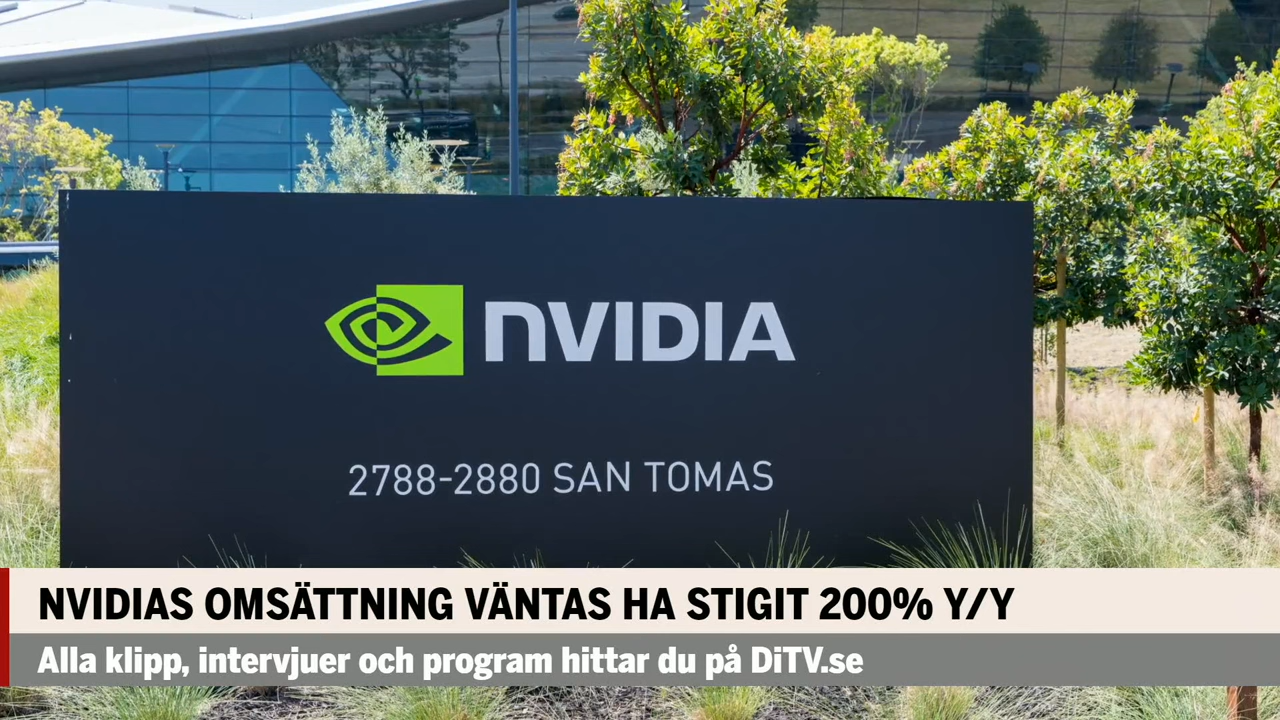 NVIDIA
2788-2880 SAN TOMAS
NVIDIAS OMSÄTTNING VÄNTAS HA STIGIT 200% Y/Y
Alla klipp, intervjuer och program hittar du på DiTV.se